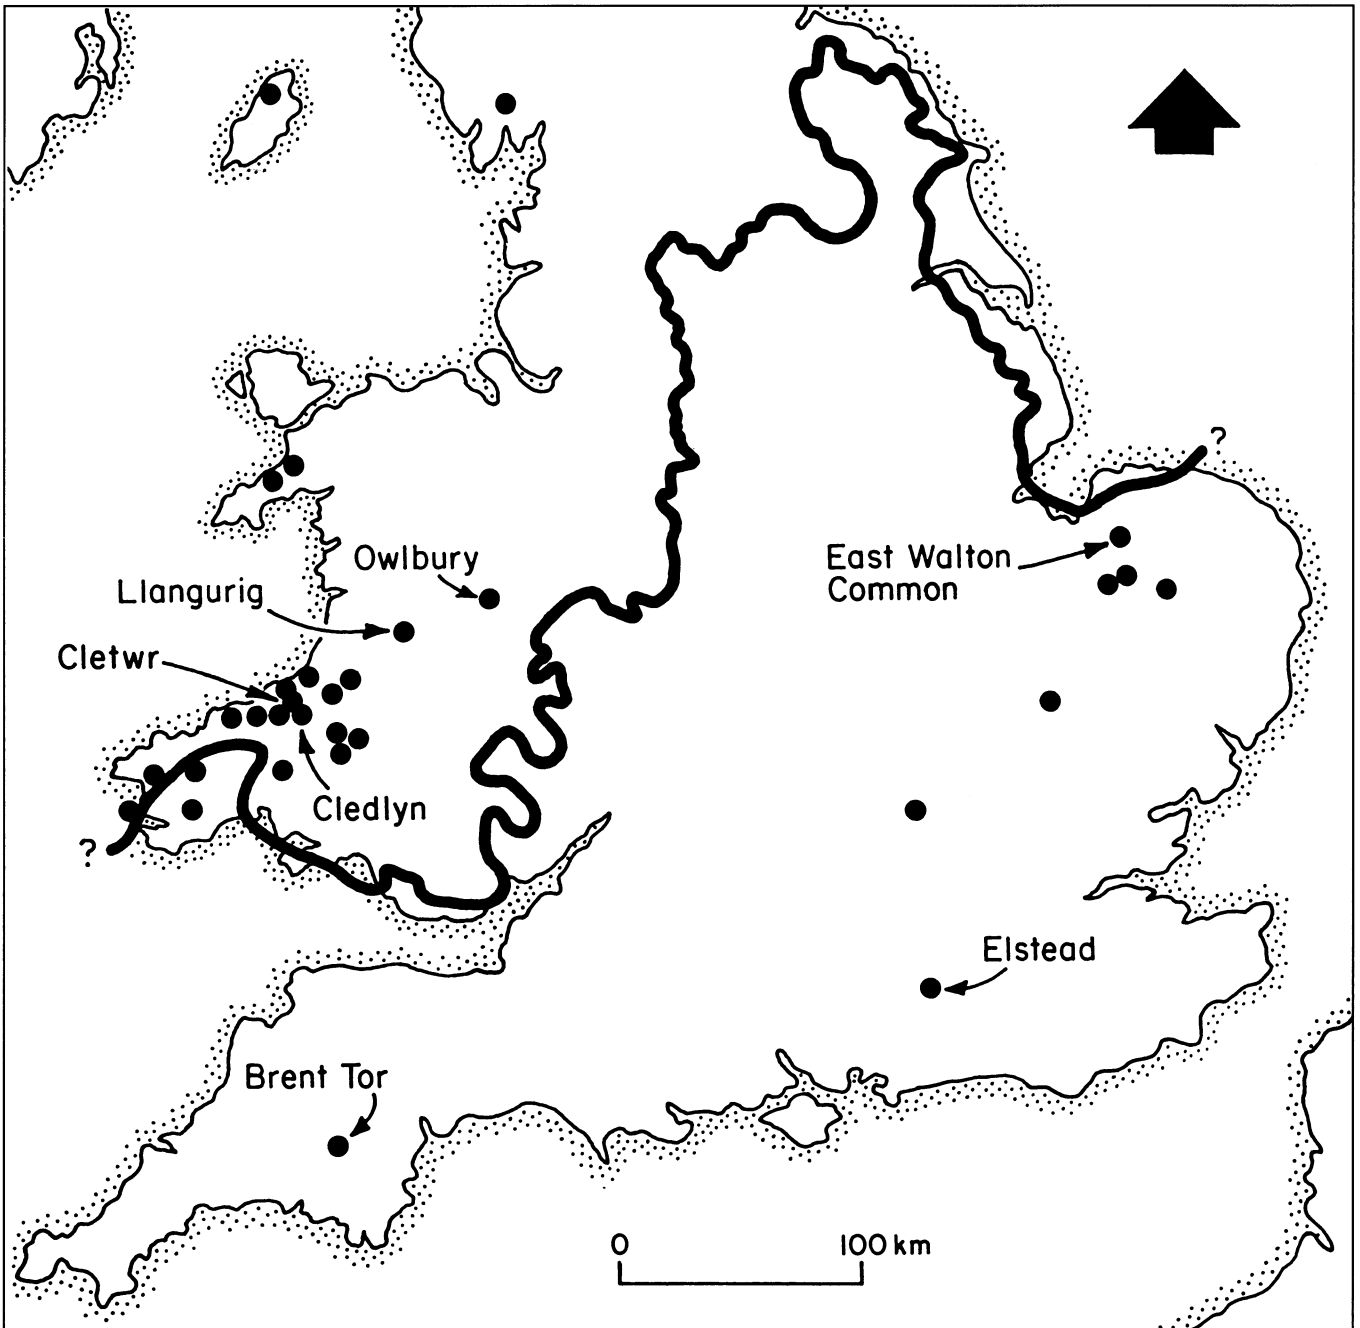 ?
Owlbury
East Walton
Common
Llangurig
Cletwr
Cledlyn
?
Elstead
Brent Tor
0
100 km